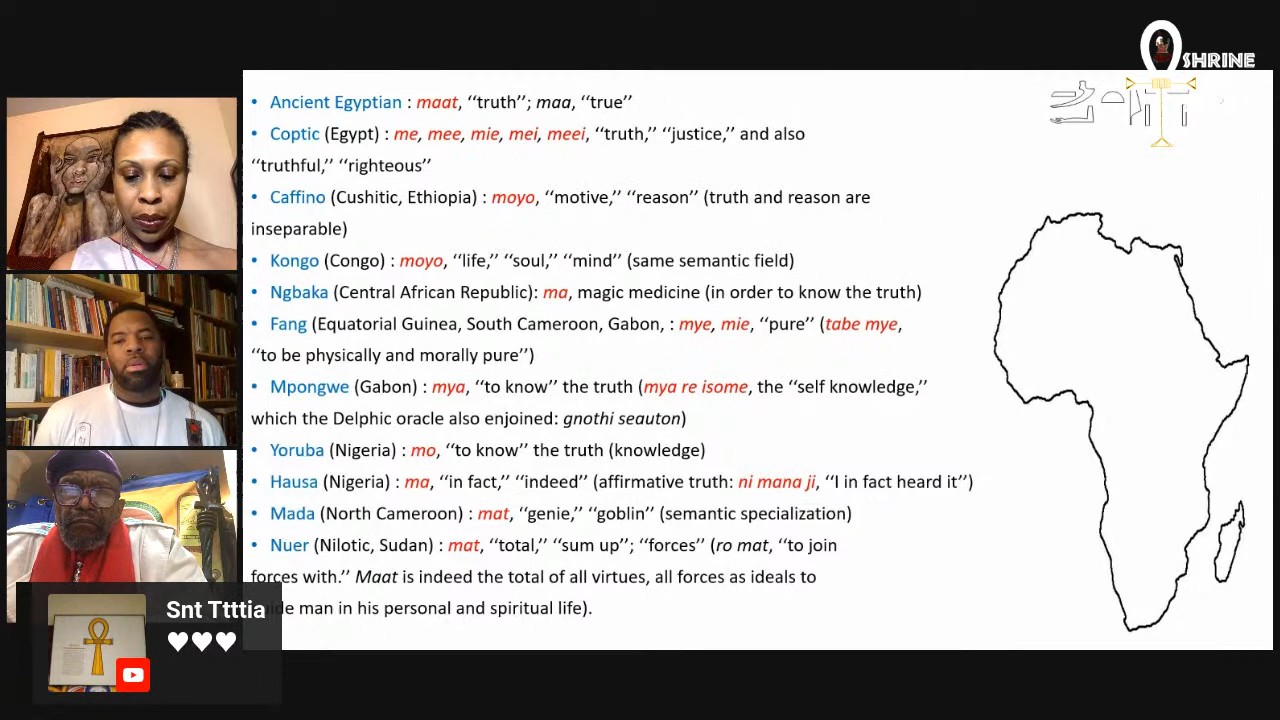 SHRINE
• Ancient Egyptian : maat, ‘‘truth’’; maa, ‘‘true’’
• Coptic (Egypt) : me, mee, mie, mei, meei, ‘‘truth,’’ ‘‘justice,’’ and also
‘‘truthful,’’ ‘‘righteous’’
• Caffino (Cushitic, Ethiopia) : moyo, ‘‘motive,’’ ‘‘reason’’ (truth and reason are
inseparable)
• Kongo (Congo) : moyo, ‘‘life,’’ ‘‘soul,’’ ‘‘mind’’ (same semantic field)
• Ngbaka (Central African Republic): ma, magic medicine (in order to know the truth)
• Fang (Equatorial Guinea, South Cameroon, Gabon, : mye, mie, ‘‘pure’’ (tabe mye,
‘‘to be physically and morally pure’’)
• Mpongwe (Gabon) : mya, ‘‘to know’’ the truth (mya re isome, the ‘‘self knowledge,’’
which the Delphic oracle also enjoined: gnothi seauton)
• Yoruba (Nigeria) : mo, ‘‘to know’’ the truth (knowledge)
• Hausa (Nigeria) : ma, ‘‘in fact,’’ ‘‘indeed’’ (affirmative truth: ni mana ji, ‘‘I in fact heard it’’)
• Mada (North Cameroon) : mat, ‘‘genie,’’ ‘‘goblin’’ (semantic specialization)
• Nuer (Nilotic, Sudan) : mat, ‘‘total,’’ ‘‘sum up’’; ‘‘forces’’ (ro mat, ‘‘to join
forces with.’’ Maat is indeed the total of all virtues, all forces as ideals to
man in his personal and spiritual life).
Snt Ttttia
♥♥♥